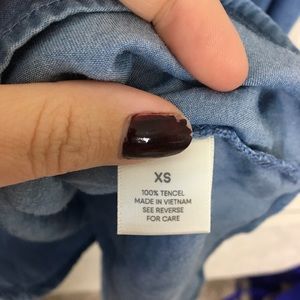 XS
100% TENCEL
MADE IN VIETNAM
SEE REVERSE
FOR CARE